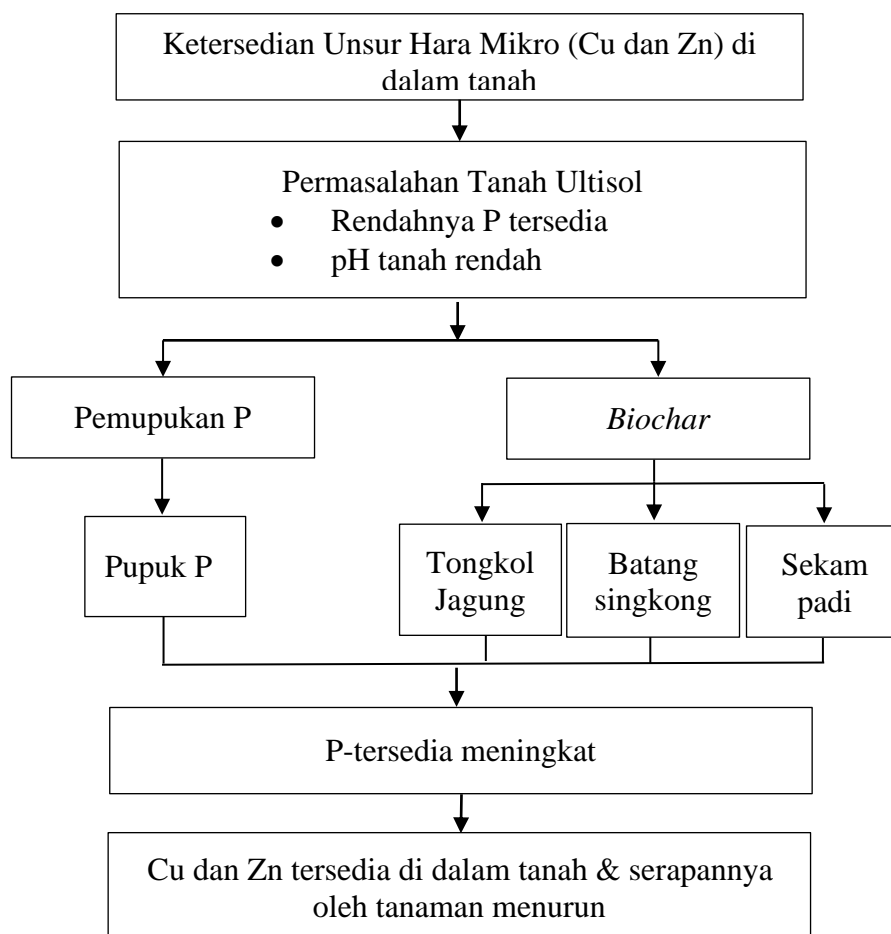 Ketersedian Unsur Hara Mikro (Cu dan Zn) di
dalam tanah
Permasalahan Tanah Ultisol
• Rendahnya P tersedia
• pH tanah rendah
Pemupukan P
Biochar
Pupuk P
Tongkol
Jagung
Batang
singkong
Sekam
padi
P-tersedia meningkat
Cu dan Zn tersedia di dalam tanah & serapannya
oleh tanaman menurun